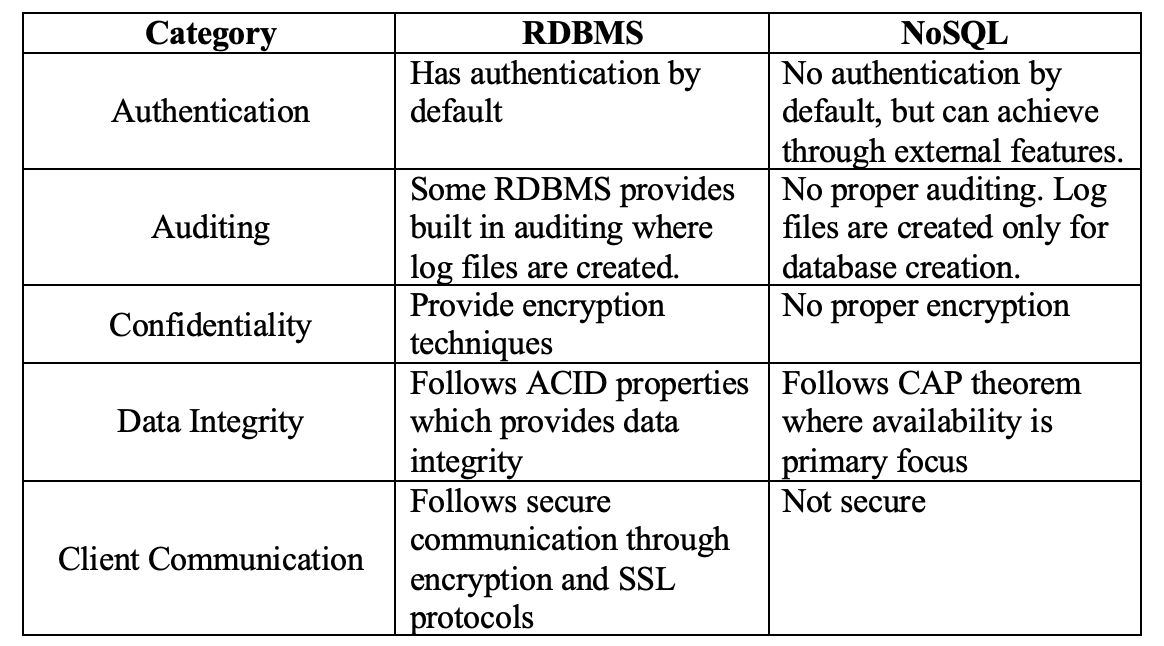 Category RDBMS NoSQL
Authentication
Has authentication by
default
No authentication by
default, but can achieve
through external features.
Auditing
Some RDBMS provides
built in auditing where
log files are created.
No proper auditing. Log
files are created only for
database creation.
Confidentiality
Provide encryption
techniques
No proper encryption
Data Integrity
Follows ACID properties
which provides data
integrity
Follows CAP theorem
where availability is
primary focus
Client Communication
Follows secure
communication through
encryption and SSL
protocols
Not secure